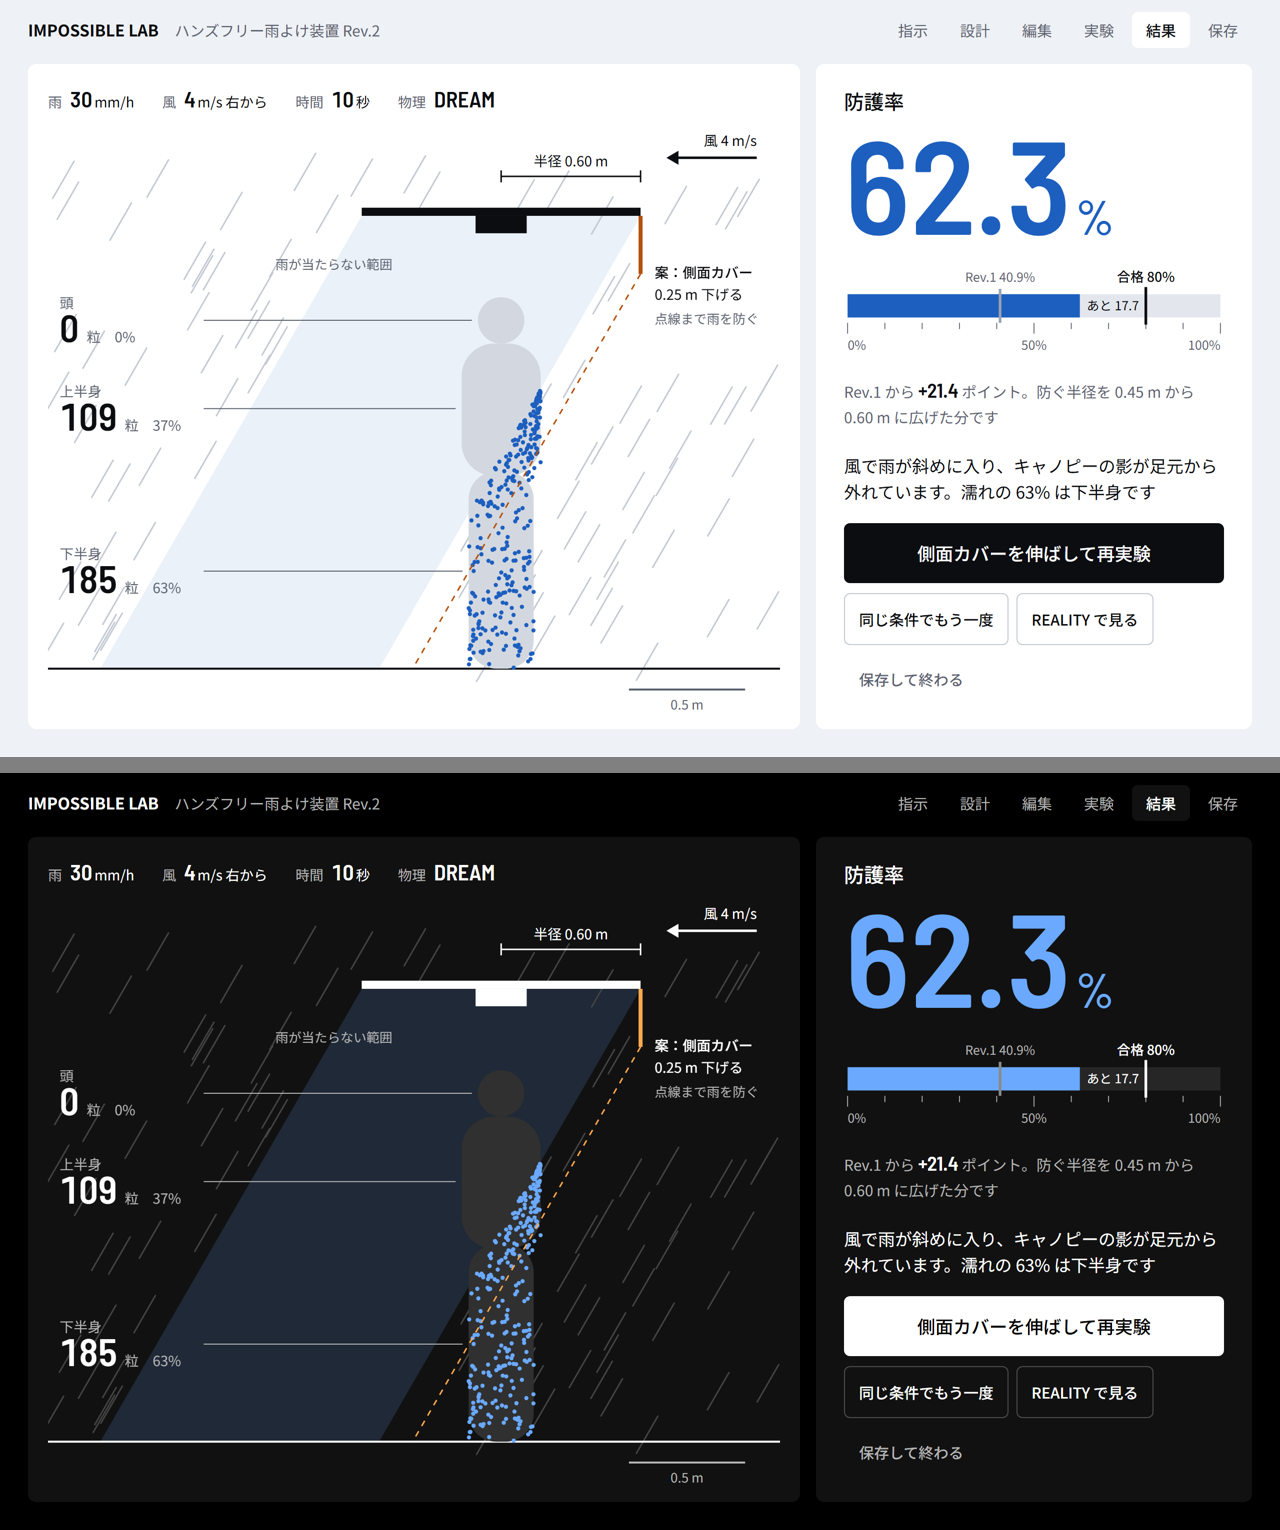 IMPOSSIBLE LAB ハンズフリー雨よけ装置 Rev.2
指示 設計 編集 実験 結果 保存
雨 30 mm/h 風 4 m/s 右から 時間 10 秒 物理 DREAM
風 4 m/s
半径 0.60 m
雨が当たらない範囲
案：側面カバー
0.25 m 下げる
点線まで雨を防ぐ
頭
0 粒 0%
上半身
109 粒 37%
下半身
185 粒 63%
0.5 m
防護率
62.3 %
Rev.1 40.9% 合格 80%
あと 17.7
0% 50% 100%
Rev.1 から +21.4 ポイント。防ぐ半径を 0.45 m から
0.60 m に広げた分です
風で雨が斜めに入り、キャノピーの影が足元から
外れています。濡れの 63% は下半身です
側面カバーを伸ばして再実験
同じ条件でもう一度 REALITY で見る
保存して終わる
IMPOSSIBLE LAB ハンズフリー雨よけ装置 Rev.2
指示 設計 編集 実験 結果 保存
雨 30 mm/h 風 4 m/s 右から 時間 10 秒 物理 DREAM
風 4 m/s
半径 0.60 m
雨が当たらない範囲
案：側面カバー
0.25 m 下げる
点線まで雨を防ぐ
頭
0 粒 0%
上半身
109 粒 37%
下半身
185 粒 63%
0.5 m
防護率
62.3 %
Rev.1 40.9% 合格 80%
あと 17.7
0% 50% 100%
Rev.1 から +21.4 ポイント。防ぐ半径を 0.45 m から
0.60 m に広げた分です
風で雨が斜めに入り、キャノピーの影が足元から
外れています。濡れの 63% は下半身です
側面カバーを伸ばして再実験
同じ条件でもう一度 REALITY で見る
保存して終わる